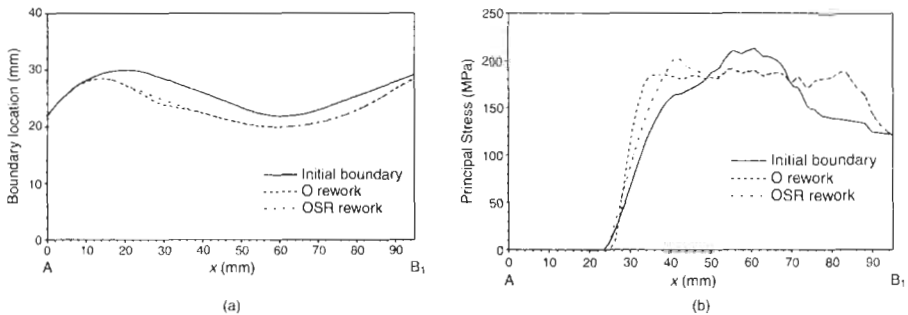 40
30
20
10
0
Boundary location (mm)
Initial boundary
O rework
OSR rework
0 10 20 30 40 50 60 70 80 90
A x (mm) B1
(a)
250
200
150
100
50
0
Principal Stress (MPa)
Initial boundary
O rework
OSR rework
0 10 20 30 40 50 60 70 80 90
A x (mm) B1
(b)